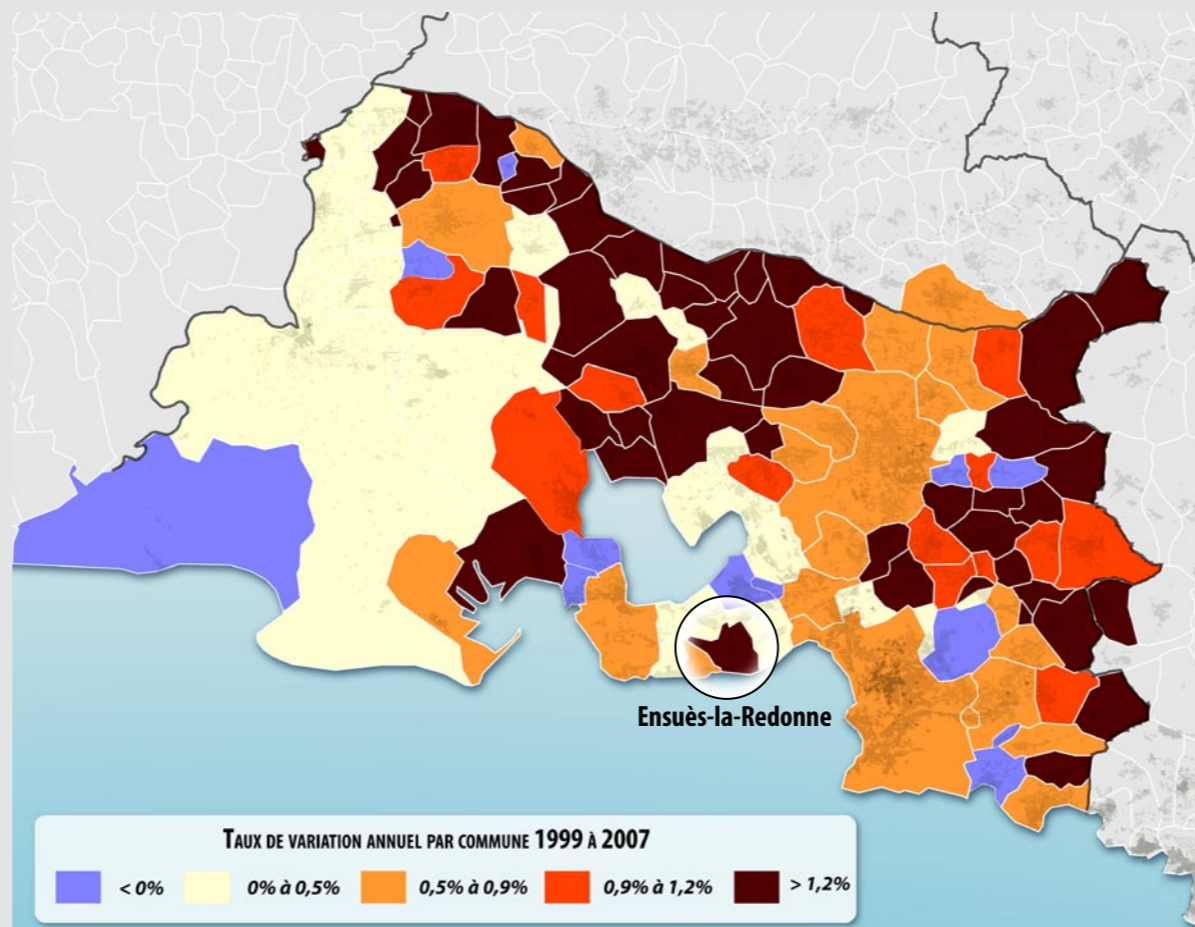 Ensuès-la-Redonne
TAUX DE VARIATION ANNUEL PAR COMMUNE 1999 À 2007
< 0% 0% à 0,5% 0,5% à 0,9% 0,9% à 1,2% > 1,2%